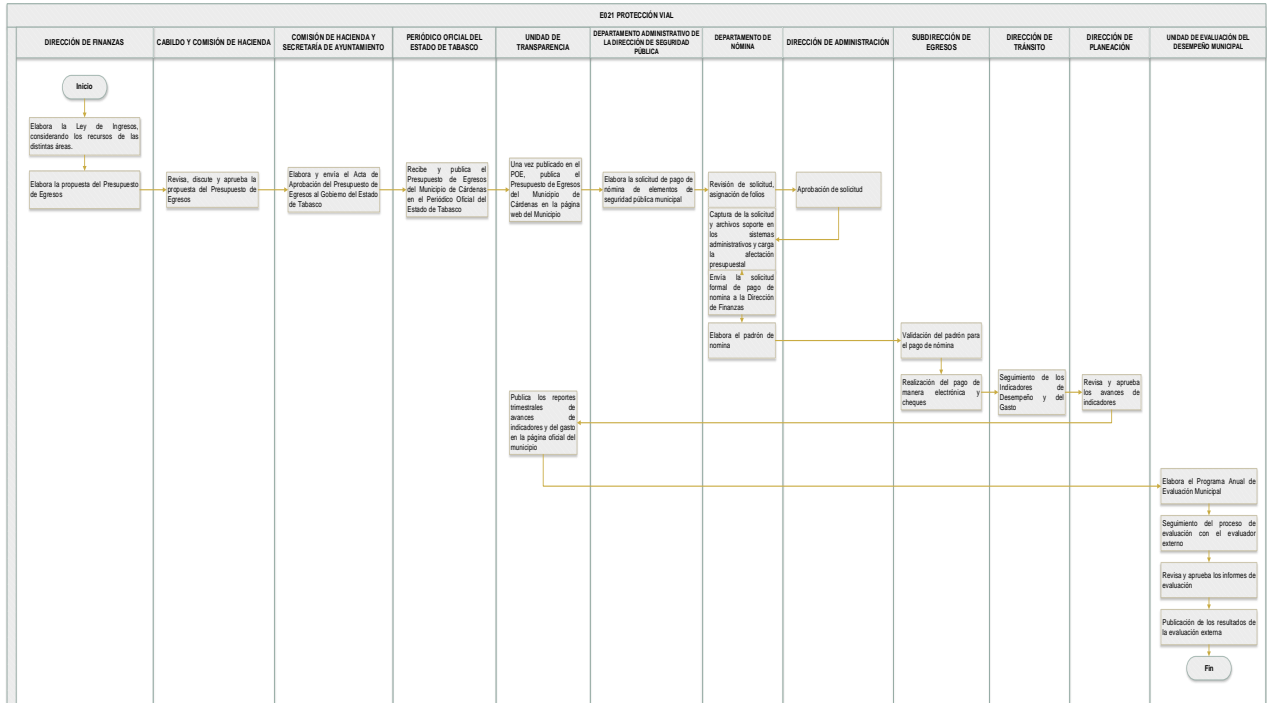 E021 PROTECCIÓN VIAL
DIRECCIÓN DE FINANZAS
CABILDO Y COMISIÓN DE HACIENDA
COMISIÓN DE HACIENDA Y
SECRETARÍA DE AYUNTAMIENTO
PERIÓDICO OFICIAL DEL
ESTADO DE TABASCO
UNIDAD DE
TRANSPARENCIA
DEPARTAMENTO ADMINISTRATIVO DE
LA DIRECCIÓN DE SEGURIDAD
PÚBLICA
DEPARTAMENTO DE
NÓMINA
DIRECCIÓN DE ADMINISTRACIÓN
SUBDIRECCIÓN DE
EGRESOS
DIRECCIÓN DE
TRÁNSITO
DIRECCIÓN DE
PLANEACIÓN
UNIDAD DE EVALUACIÓN DEL
DESEMPEÑO MUNICIPAL
Inicio
Elabora la Ley de Ingresos,
considerando los recursos de las
distintas áreas.
Elabora la propuesta del Presupuesto
de Egresos
Revisa, discute y aprueba la
propuesta del Presupuesto de
Egresos
Elabora y envía el Acta de
Aprobación del Presupuesto de
Egresos al Gobierno del Estado
de Tabasco
Recibe y publica el
Presupuesto de Egresos
del Municipio de Cárdenas
en el Periódico Oficial del
Estado de Tabasco
Una vez publicado en el
POE, publica el
Presupuesto de Egresos
del Municipio de
Cárdenas en la página
web del Municipio
Elabora la solicitud de pago de
nómina de elementos de
seguridad pública municipal
Revisión de solicitud,
asignación de folios
Aprobación de solicitud
Captura de la solicitud
y archivos soporte en
los sistemas
administrativos y carga
la afectación
presupuestal
Envía la solicitud
formal de pago de
nomina a la Dirección
de Finanzas
Elabora el padrón de
nomina
Validación del padrón para
el pago de nómina
Realización del pago de
manera electrónica y
cheques
Seguimiento de los
Indicadores de
Desempeño y del
Gasto
Revisa y aprueba
los avances de
indicadores
Publica los reportes
trimestrales de
avances de
indicadores y del gasto
en la página oficial del
municipio
Elabora el Programa Anual de
Evaluación Municipal
Seguimiento del proceso de
evaluación con el evaluador
externo
Revisa y aprueba los informes de
evaluación
Publicación de los resultados de
la evaluación externa
Fin